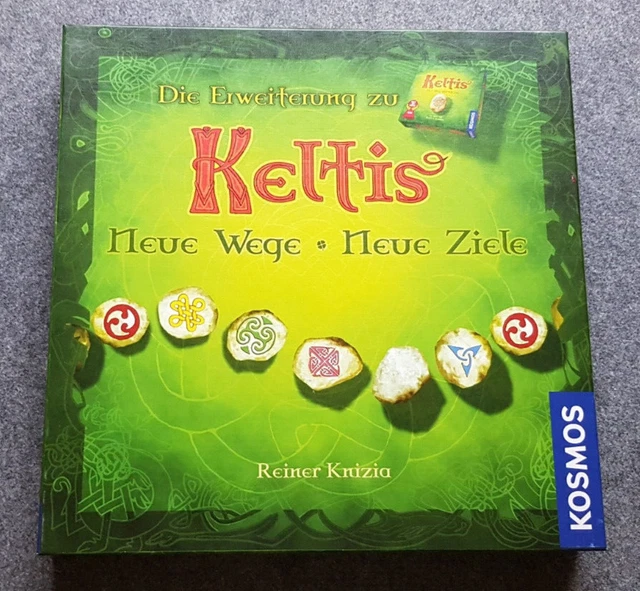 Die Erweiterung zu
Keltis
Keltis
Neue Wege · Neue Ziele
Reiner Knizia
KOSMOS